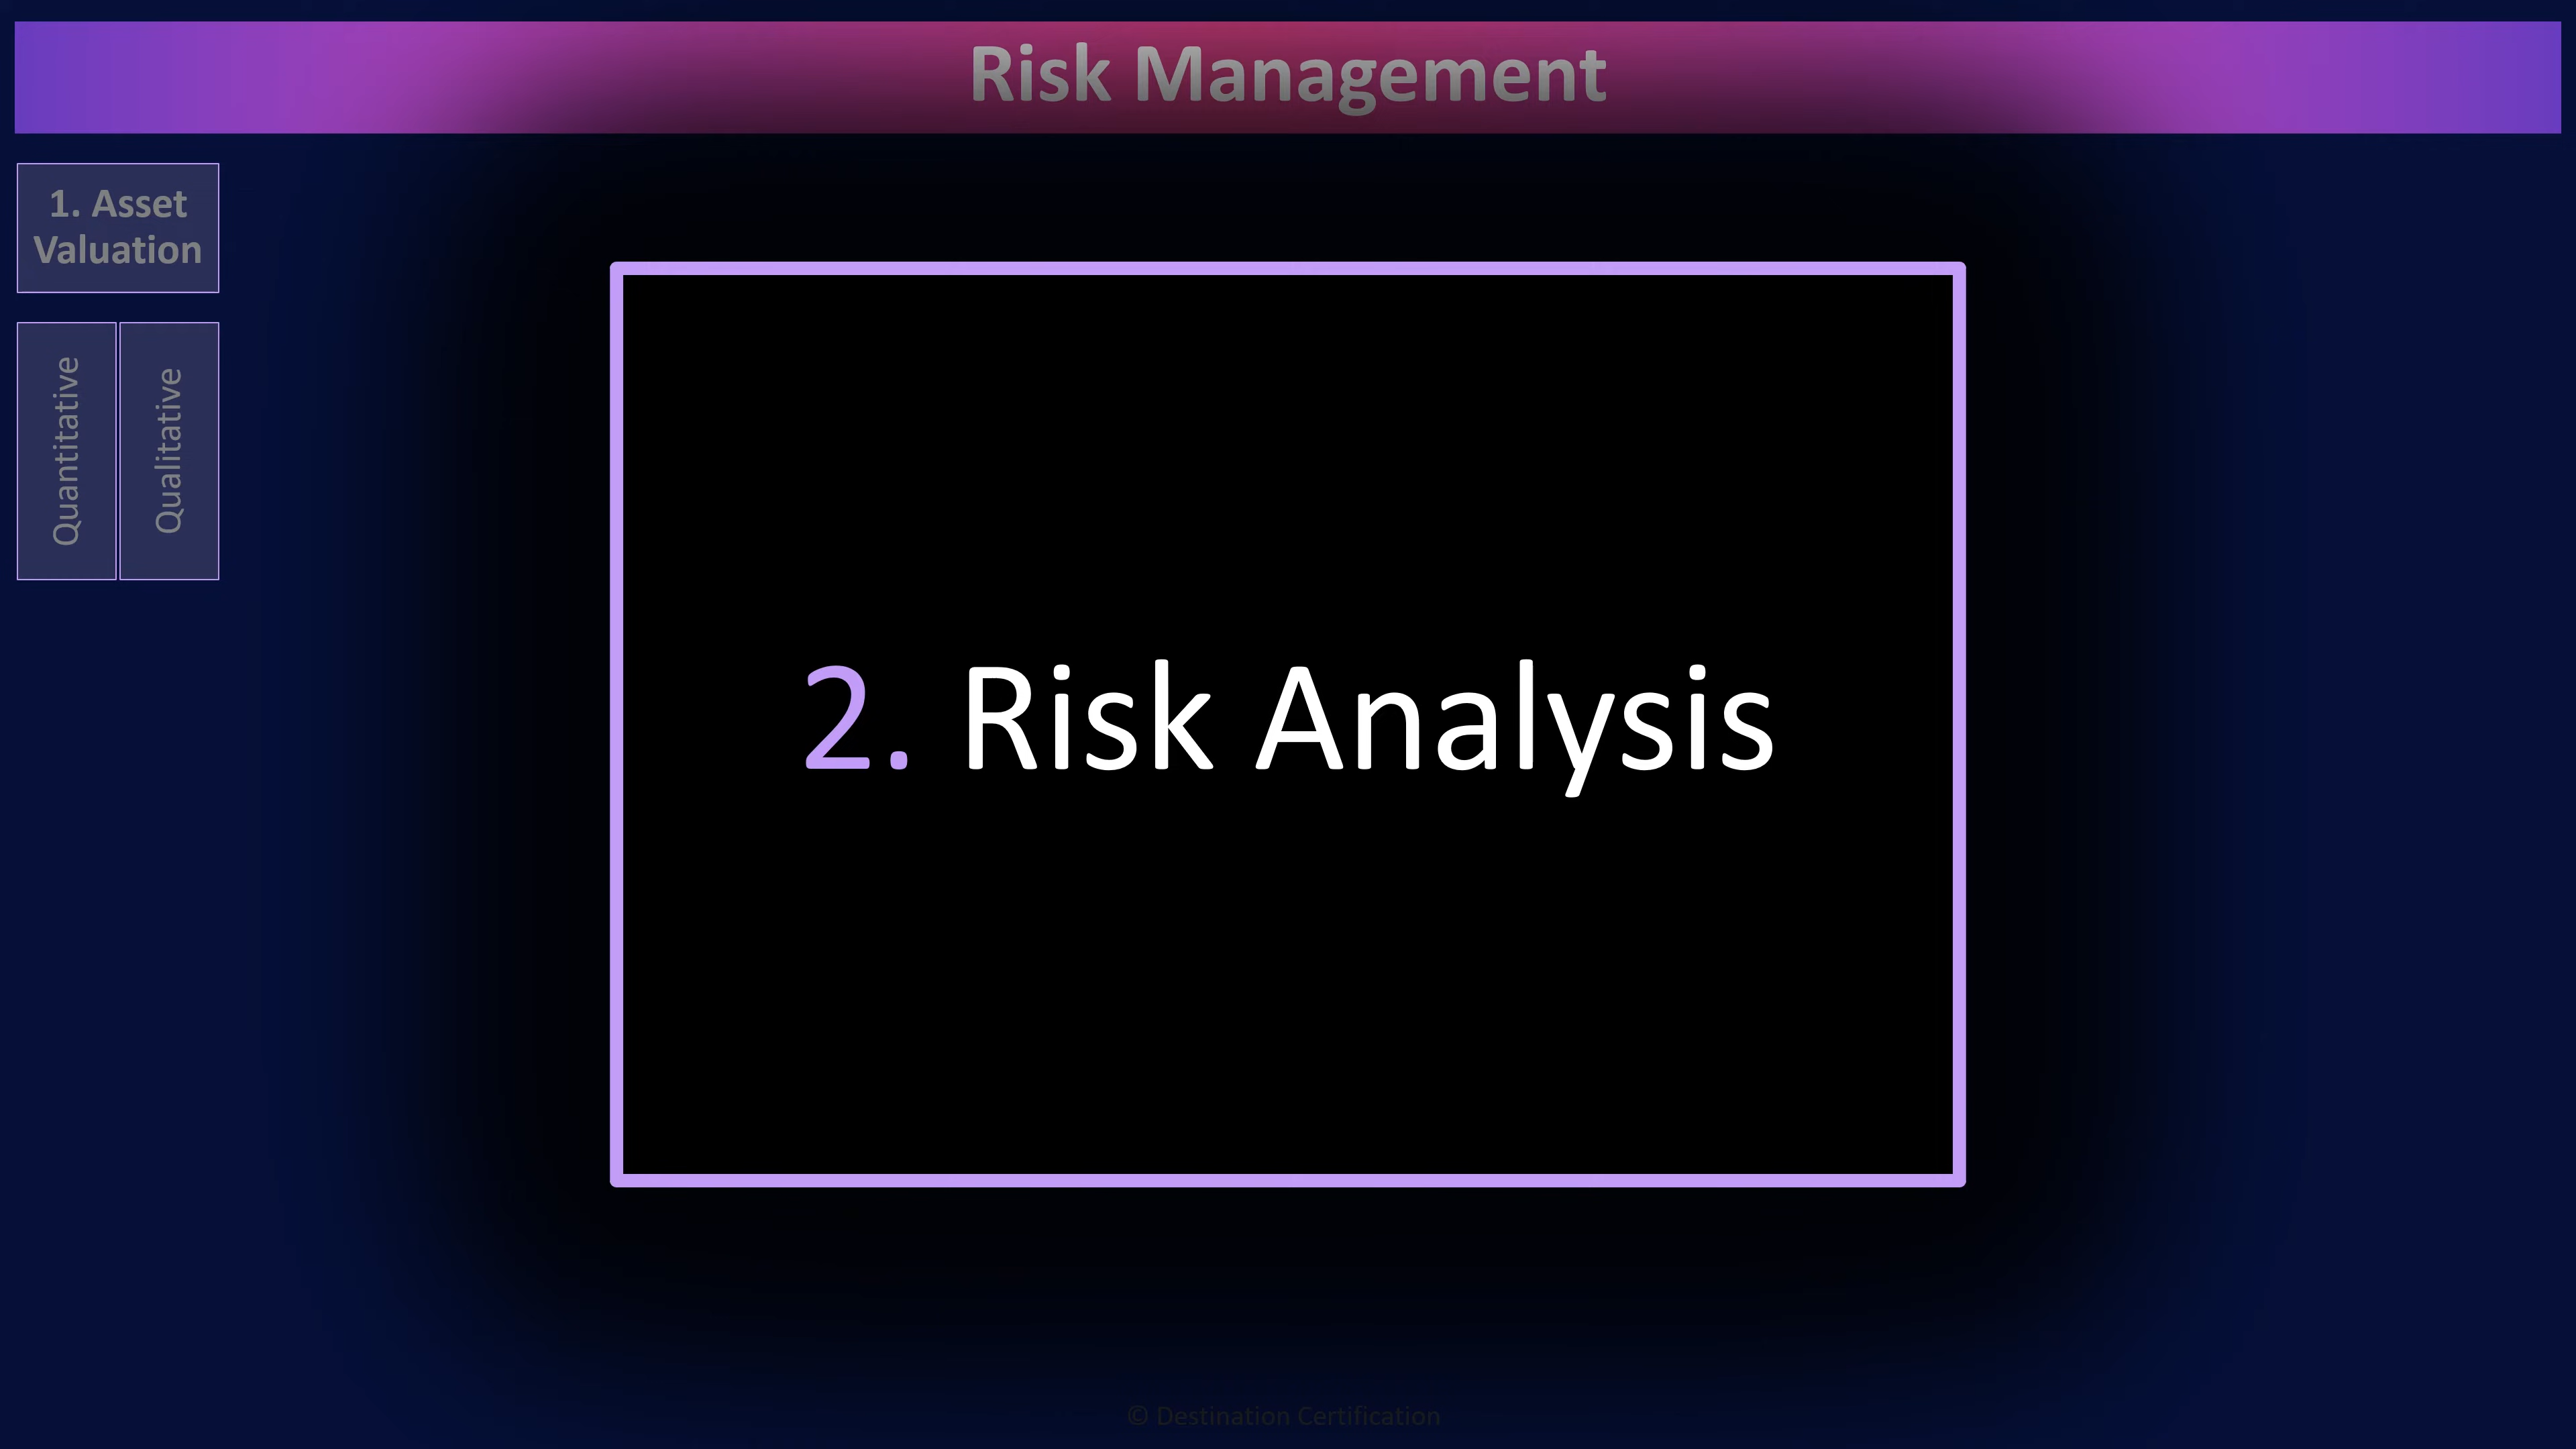 Risk Management
1. Asset
Valuation
Quantitative
Qualitative
2. Risk Analysis
© Destination Certification